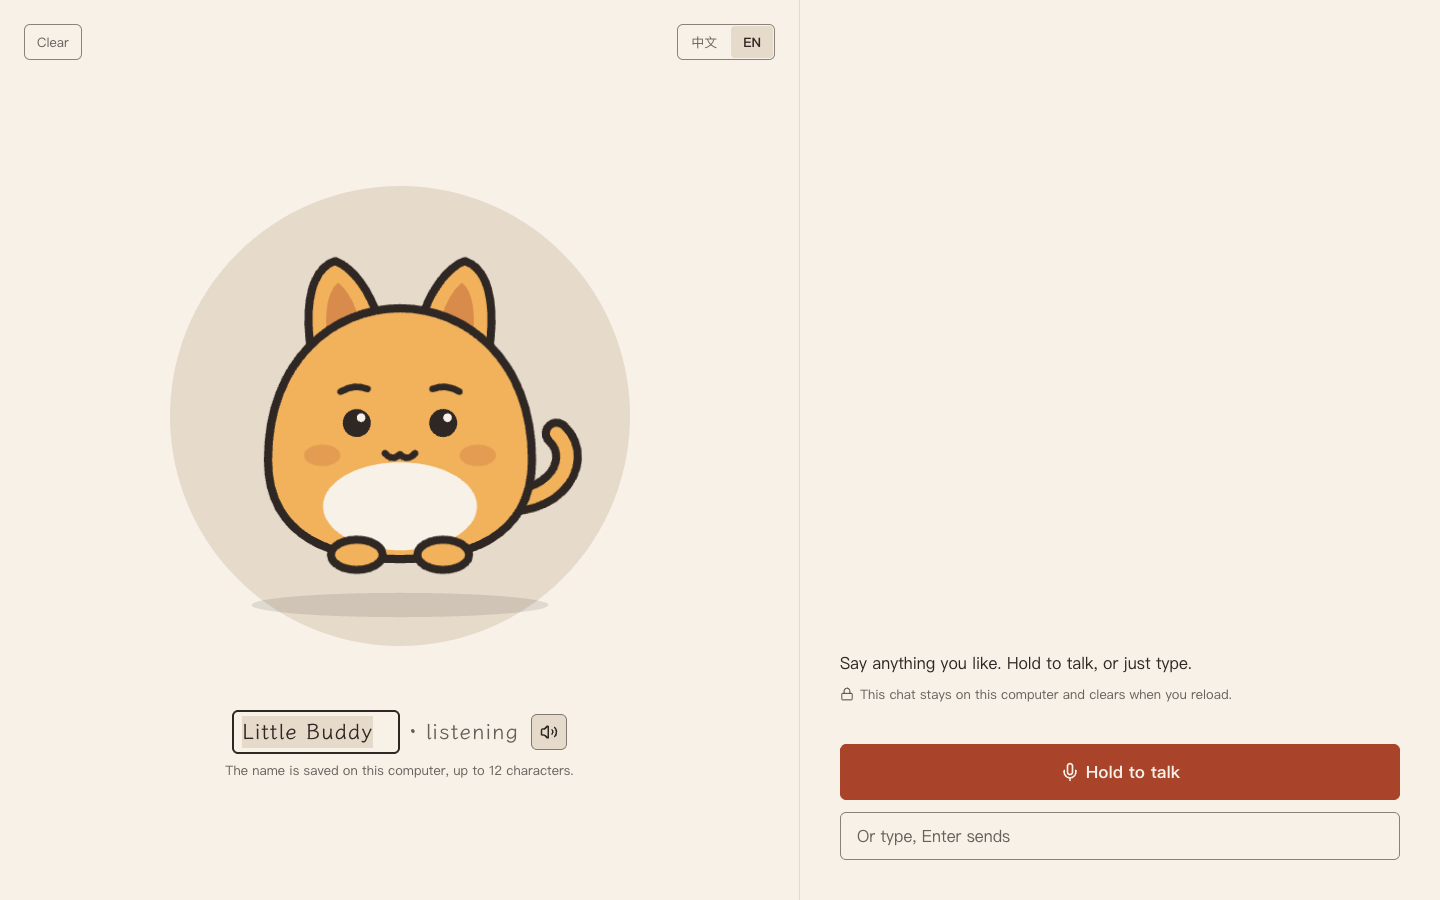 Clear
中文 EN
Little Buddy • listening
The name is saved on this computer, up to 12 characters.
Say anything you like. Hold to talk, or just type.
This chat stays on this computer and clears when you reload.
Hold to talk
Or type, Enter sends